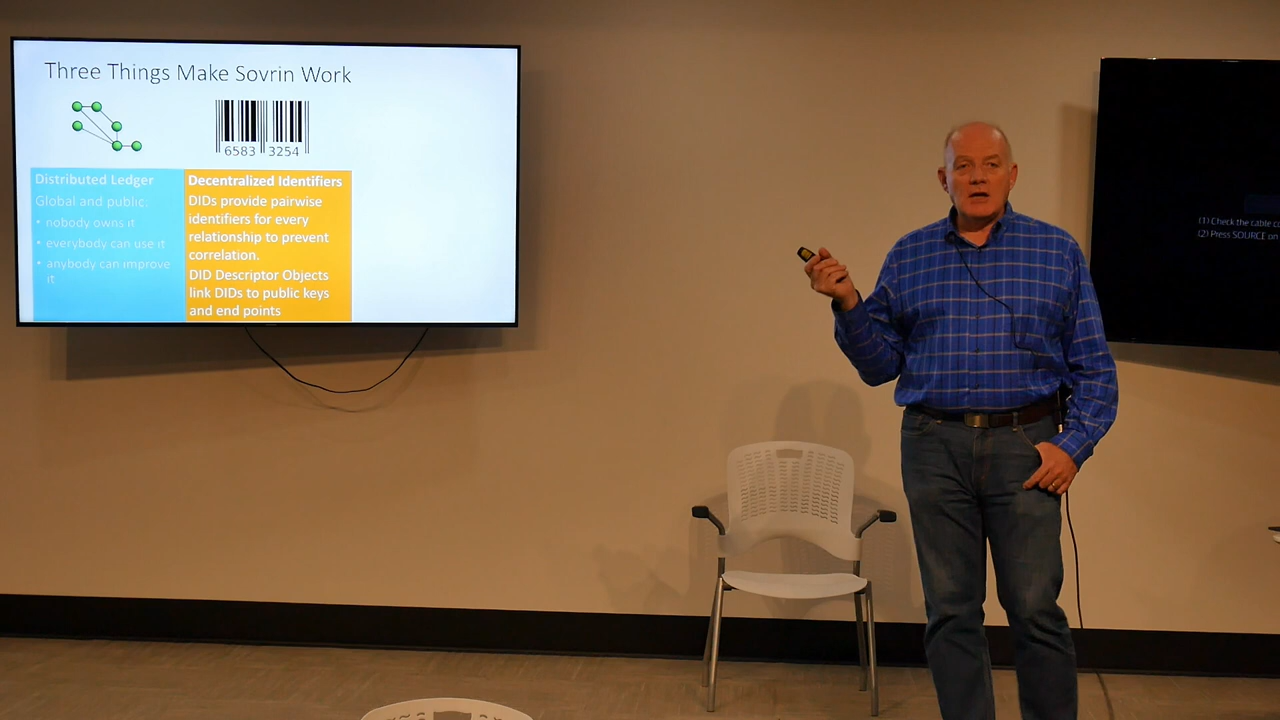 Three Things Make Sovrin Work
6583 3254
Distributed Ledger
Global and public:
• nobody owns it
• everybody can use it
• anybody can improve
it
Decentralized Identifiers
DIDs provide pairwise
identifiers for every
relationship to prevent
correlation.
DID Descriptor Objects
link DIDs to public keys
and end points
(1) Check the cable
(2) Press SOURCE on